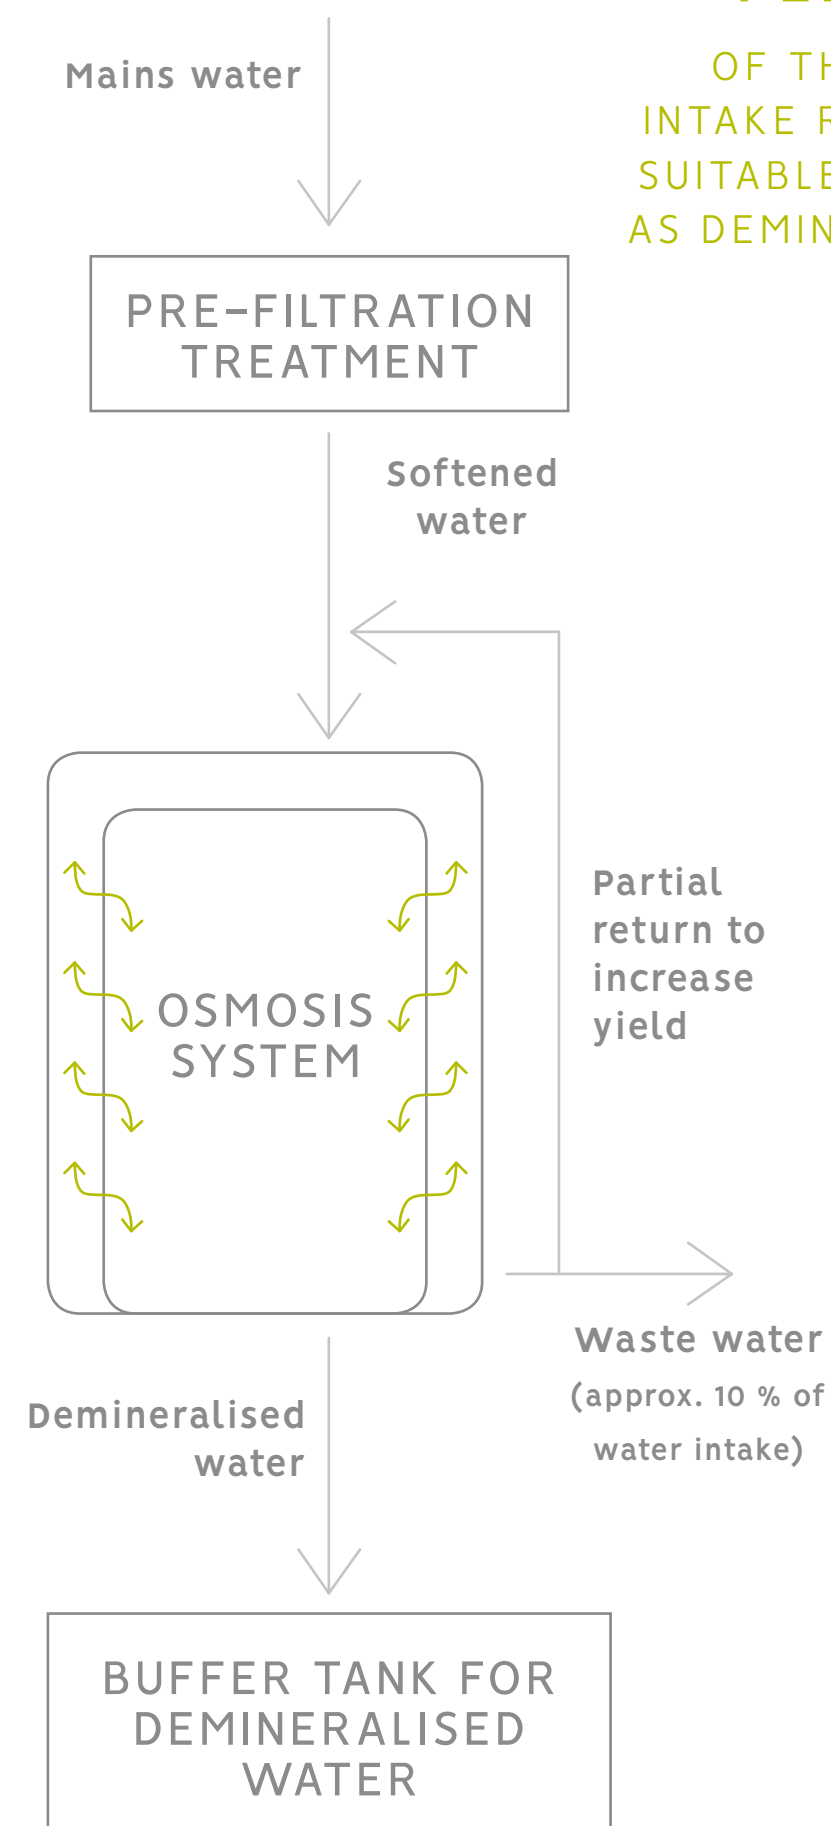 Mains water
OF TH
INTAKE R
SUITABLE
AS DEMIN
PRE-FILTRATION
TREATMENT
Softened
water
Partial
return to
increase
yield
OSMOSIS
SYSTEM
Waste water
(approx. 10 % of
water intake)
Demineralised
water
BUFFER TANK FOR
DEMINERALISED
WATER